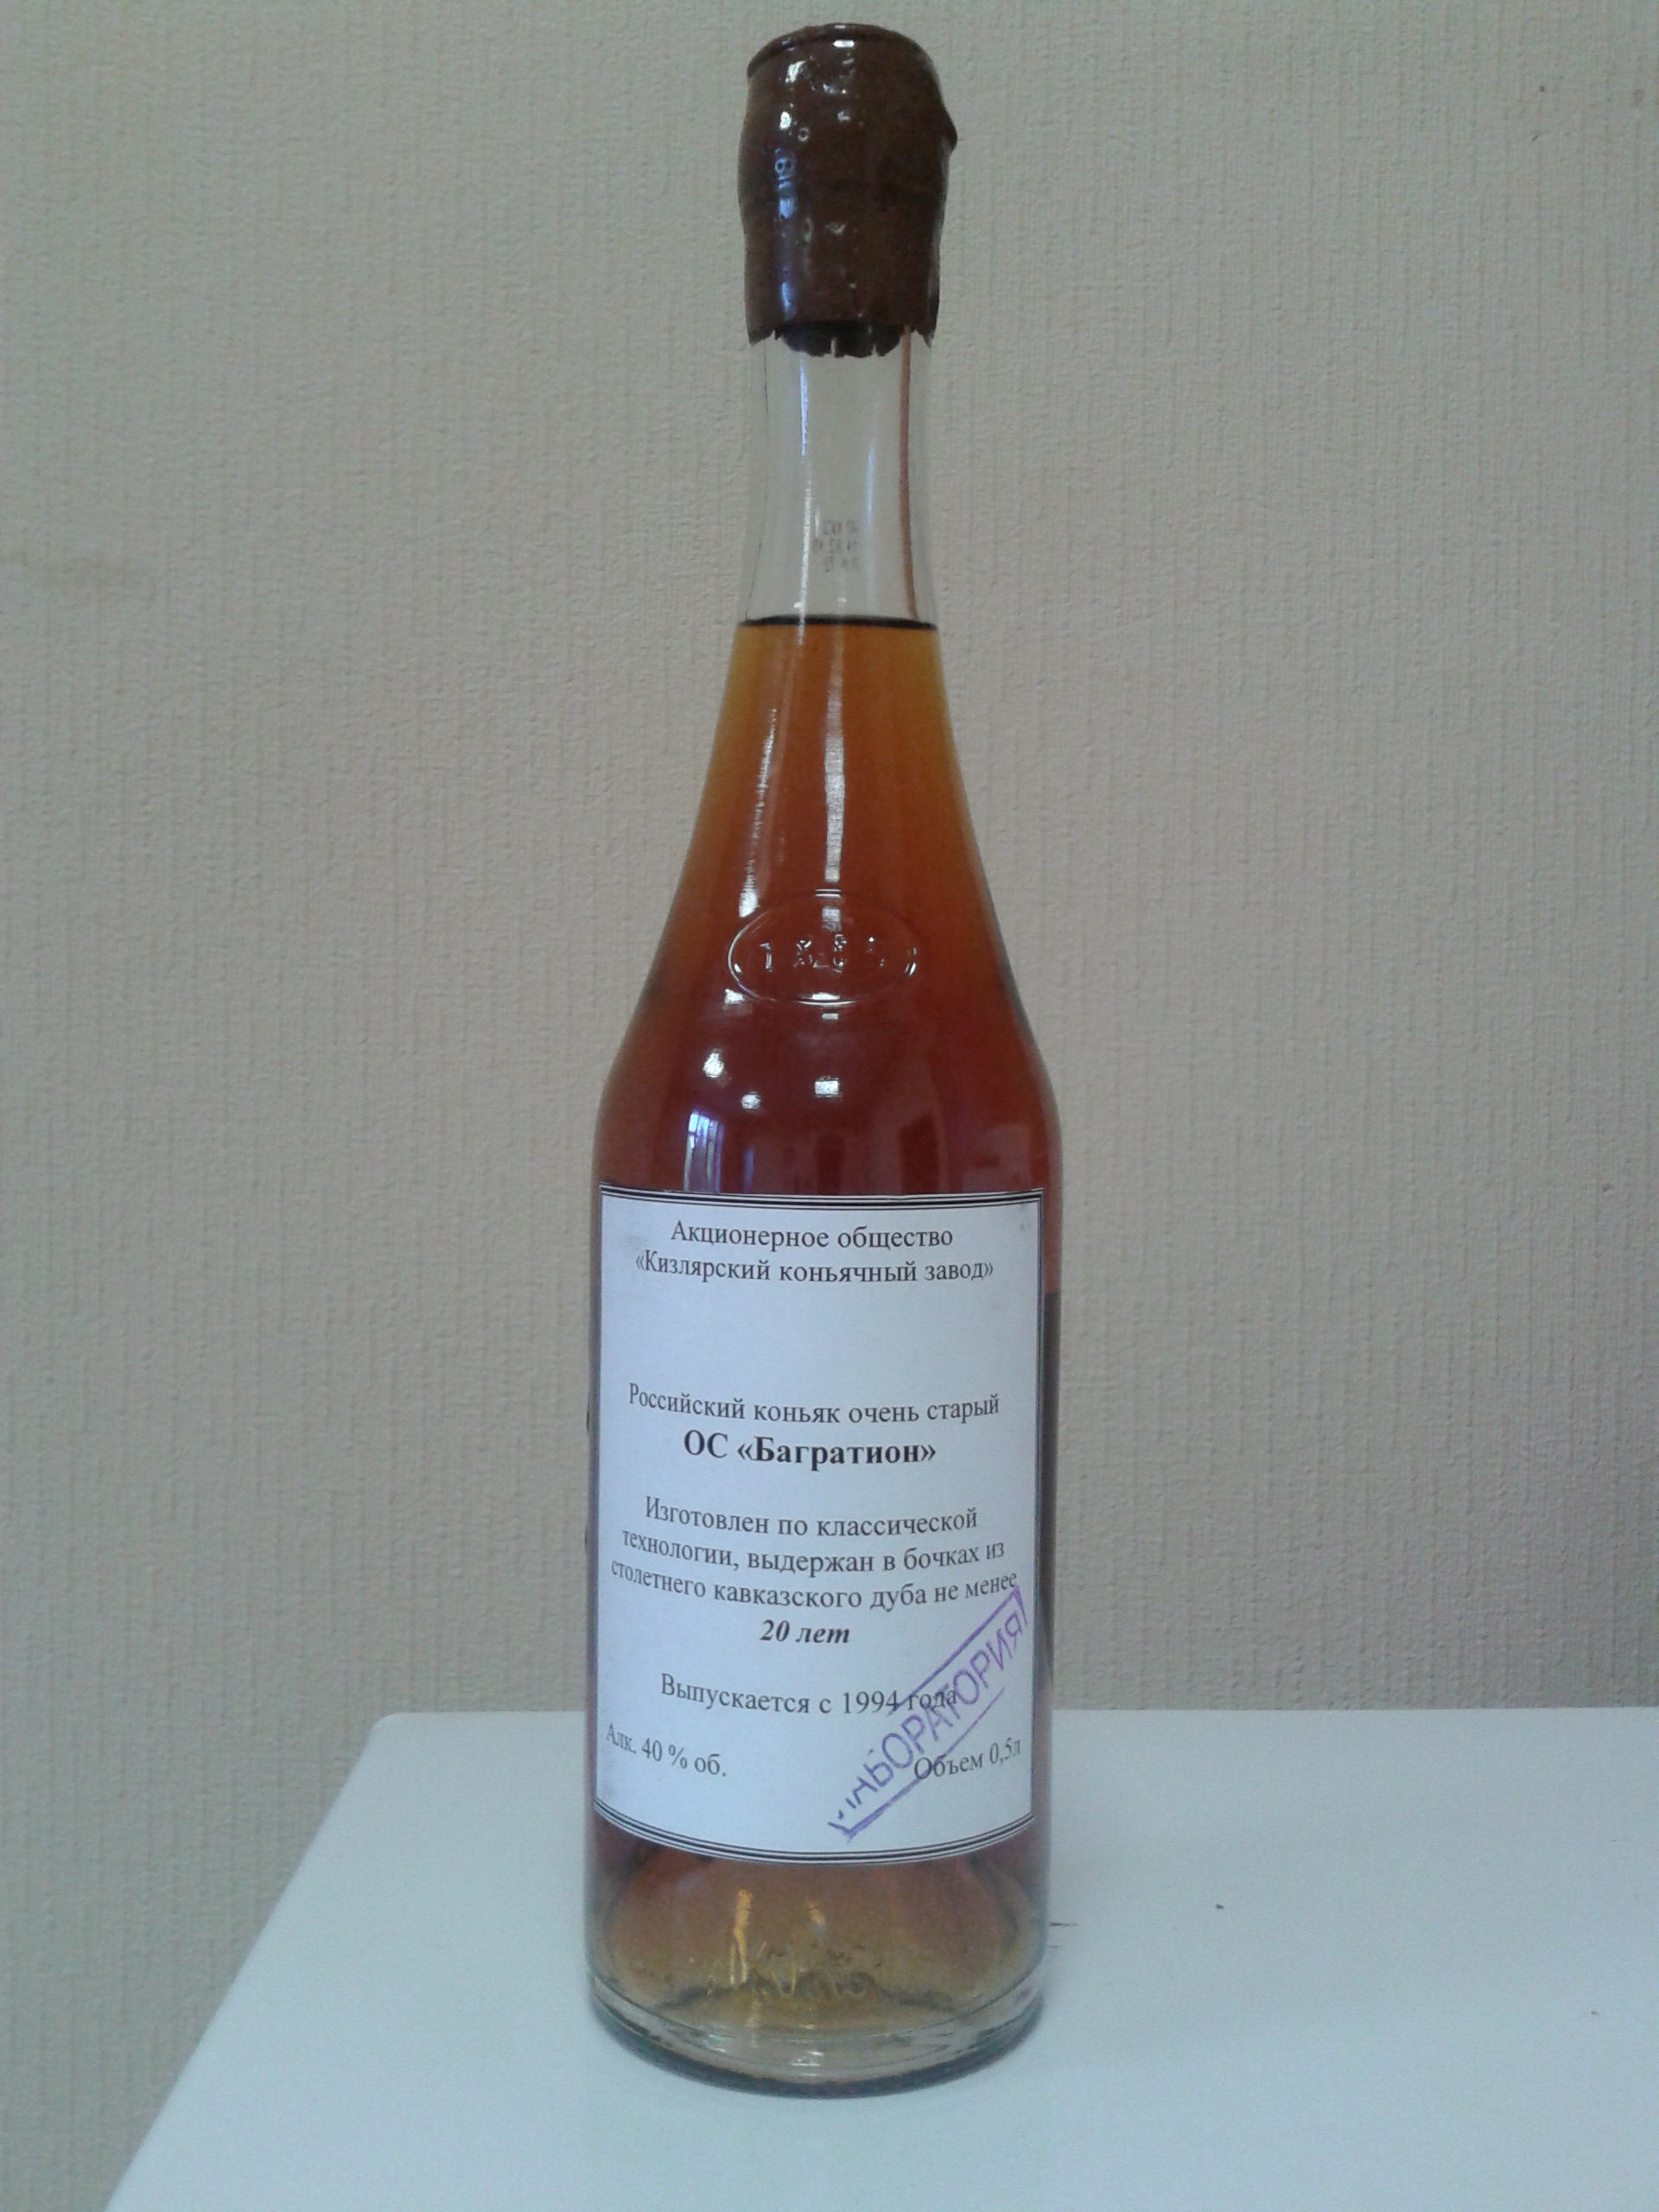 Акционерное общество
«Кизлярский коньячный завод»
Российский коньяк очень старый
ОС «Багратион»
Изготовлен по классической
технологии, выдержан в бочках из
столетнего кавказского дуба не менее
20 лет
Выпускается с 1994 года
Алк. 40 % об.
Объем 0,5л
ЛАБОРАТОРИЯ